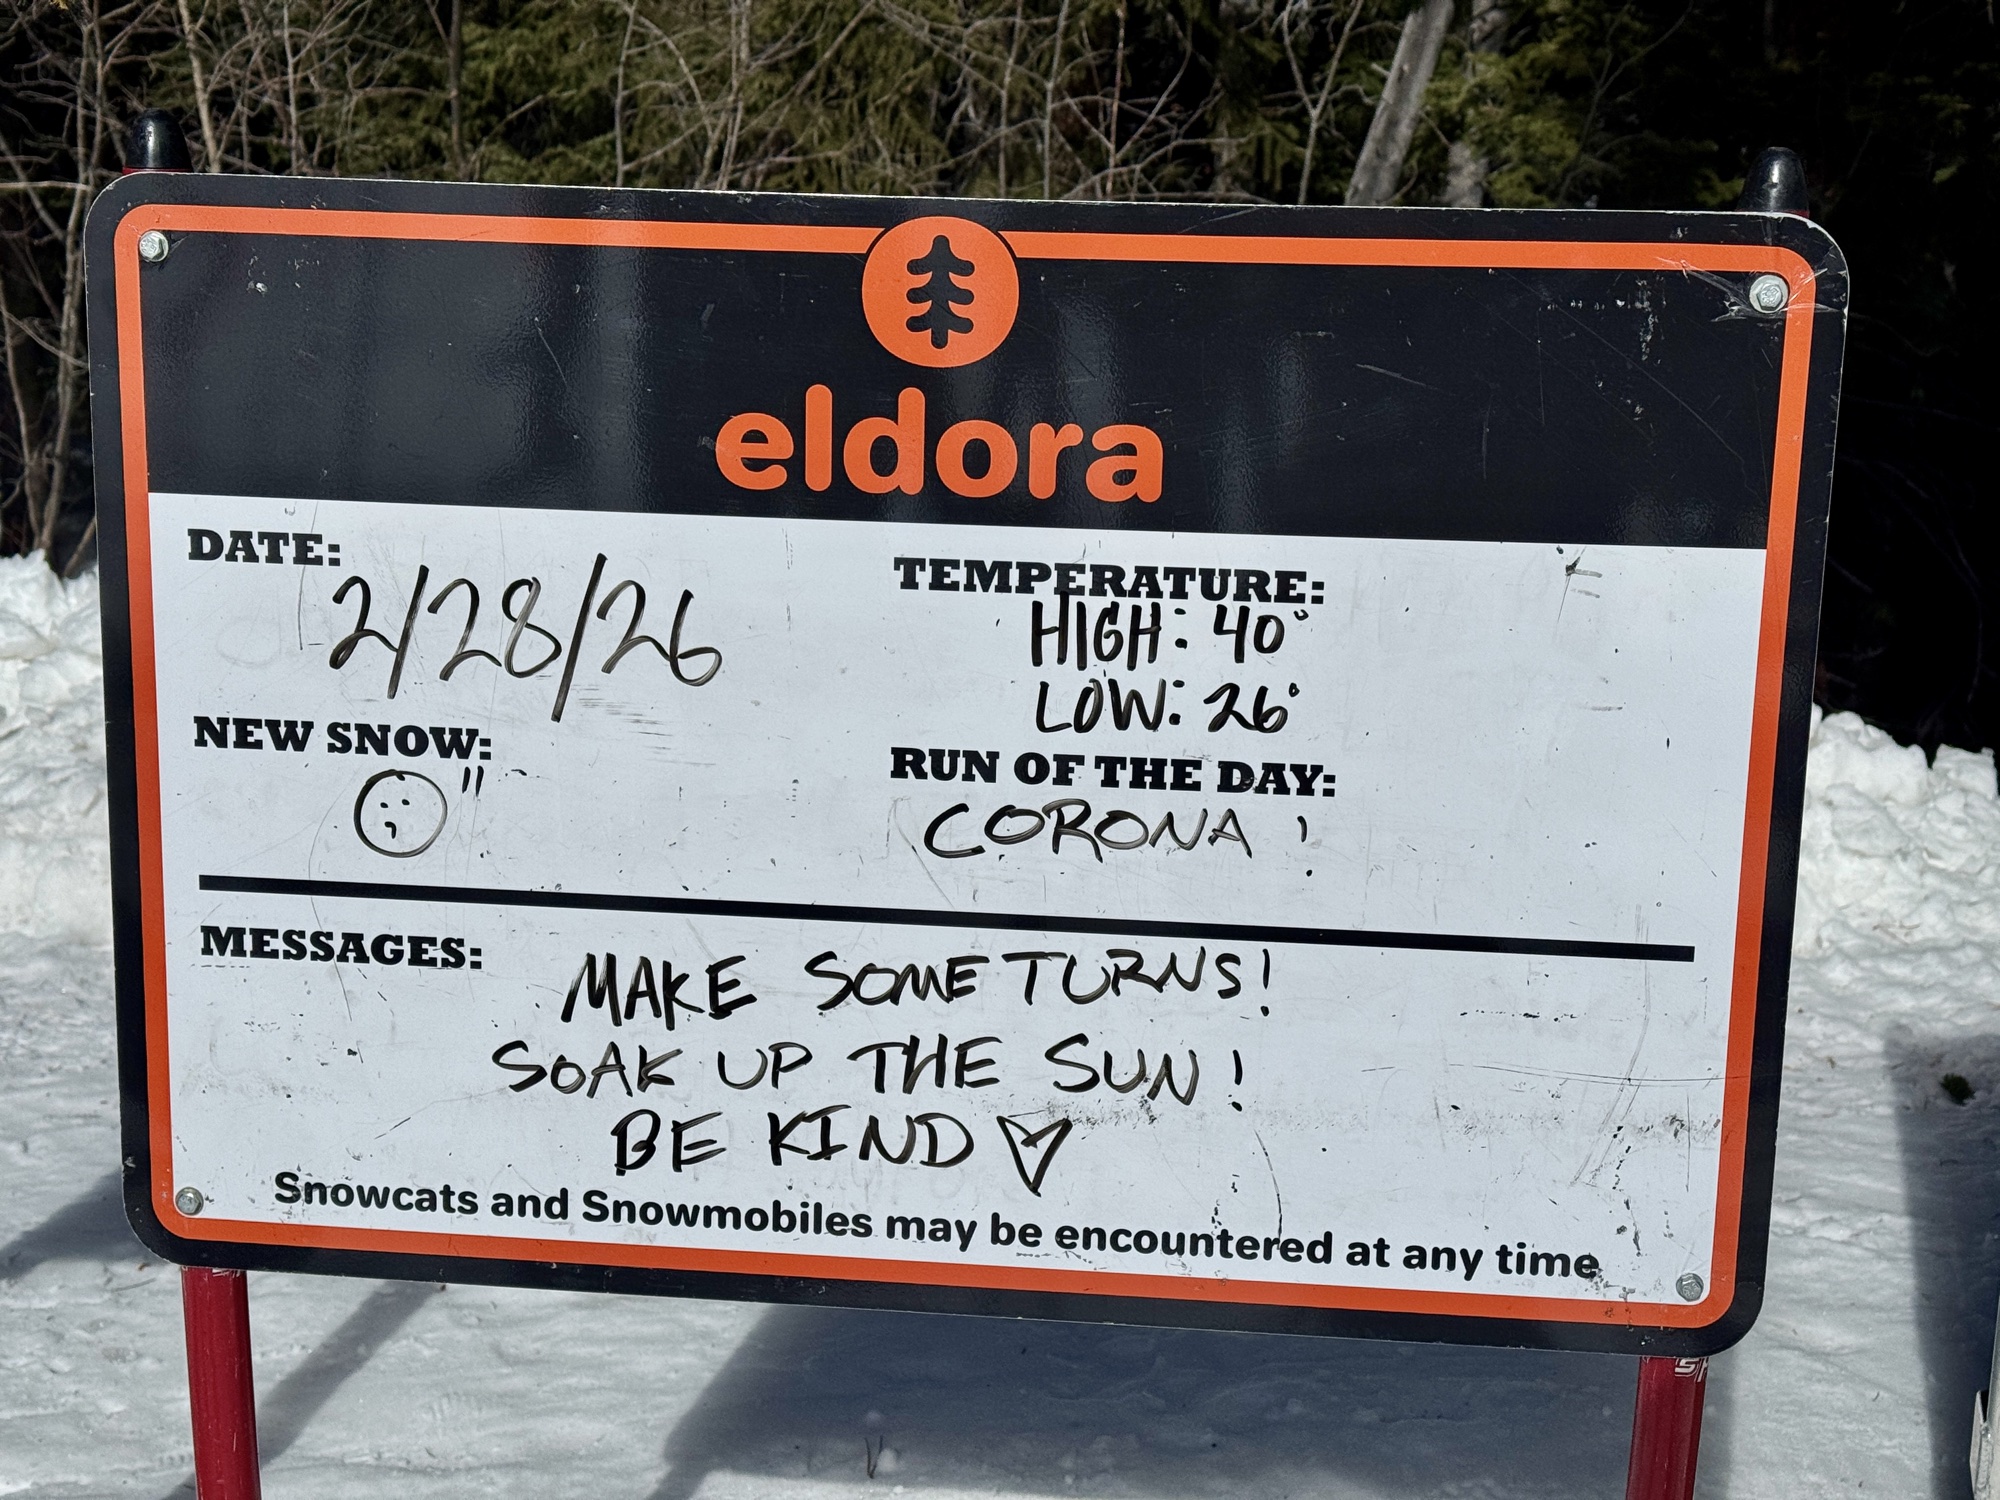 eldora
DATE: 2/28/26
TEMPERATURE:
HIGH: 40°
LOW: 26°
NEW SNOW: "
RUN OF THE DAY:
CORONA!
MESSAGES: MAKE SOME TURNS!
SOAK UP THE SUN!
BE KIND ♡
Snowcats and Snowmobiles may be encountered at any time